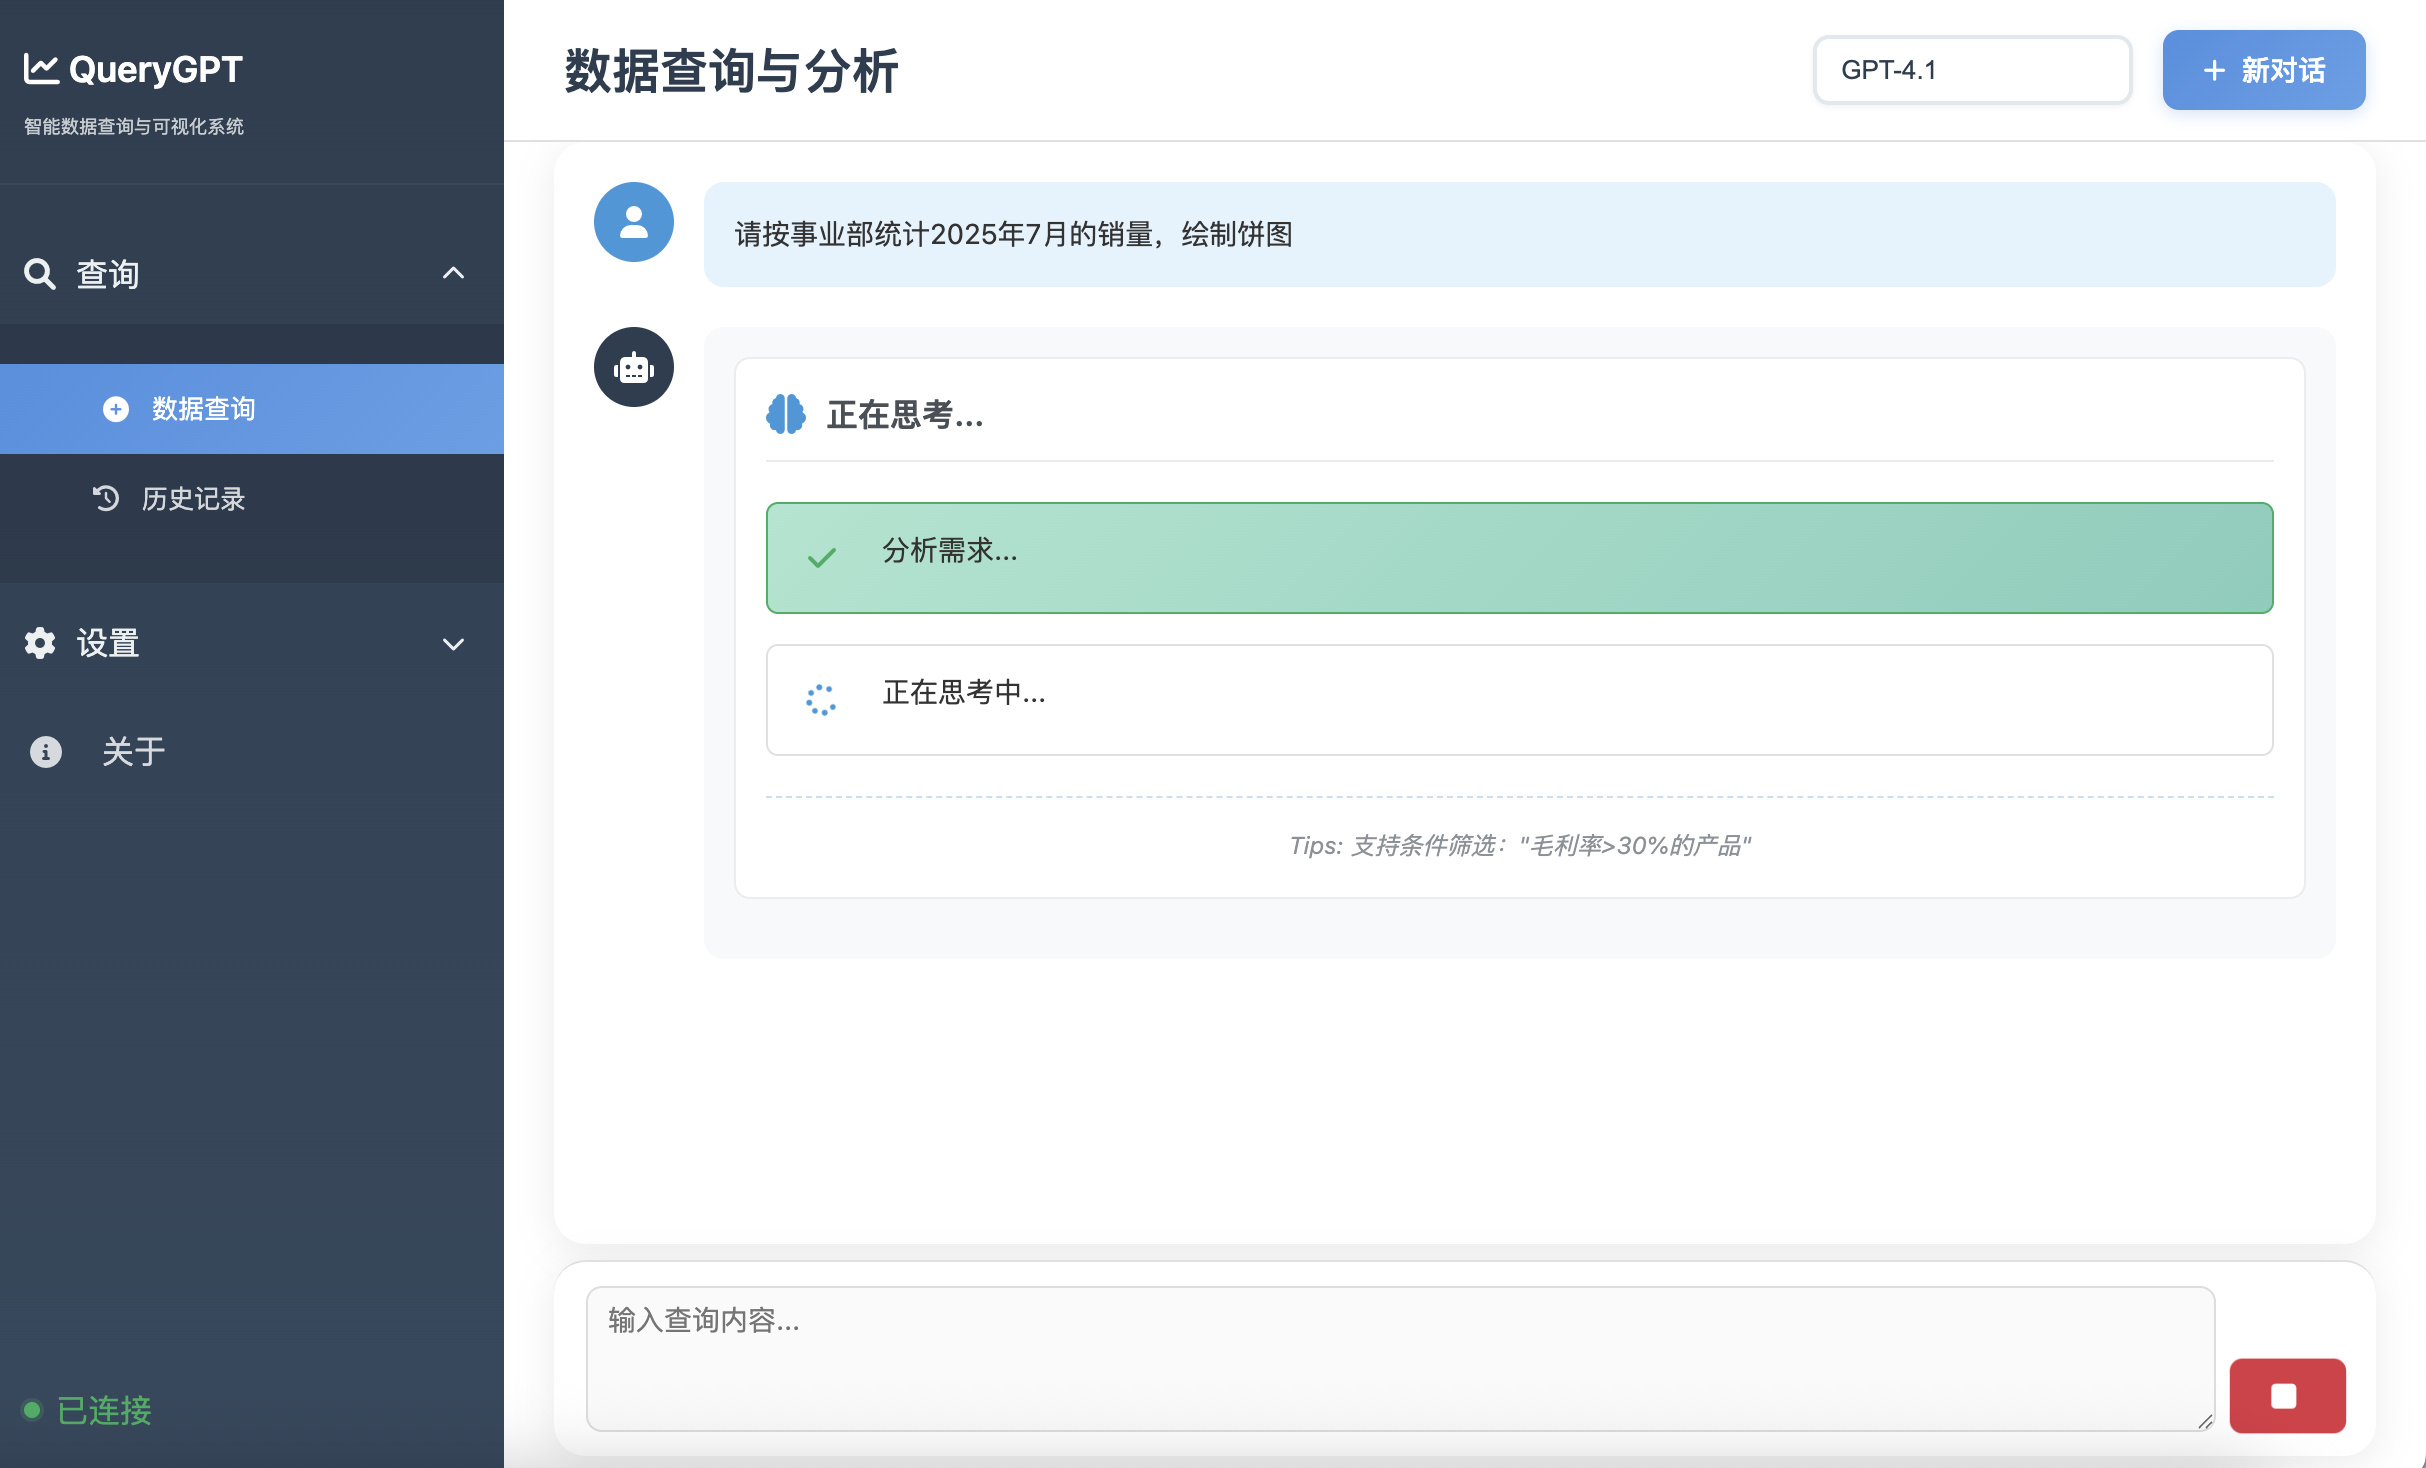 QueryGPT
智能数据查询与可视化系统
查询
数据查询
历史记录
设置
关于
已连接
数据查询与分析
GPT-4.1
新对话
请按事业部统计2025年7月的销量，绘制饼图
正在思考...
分析需求...
正在思考中...
Tips: 支持条件筛选："毛利率>30%的产品"
输入查询内容...